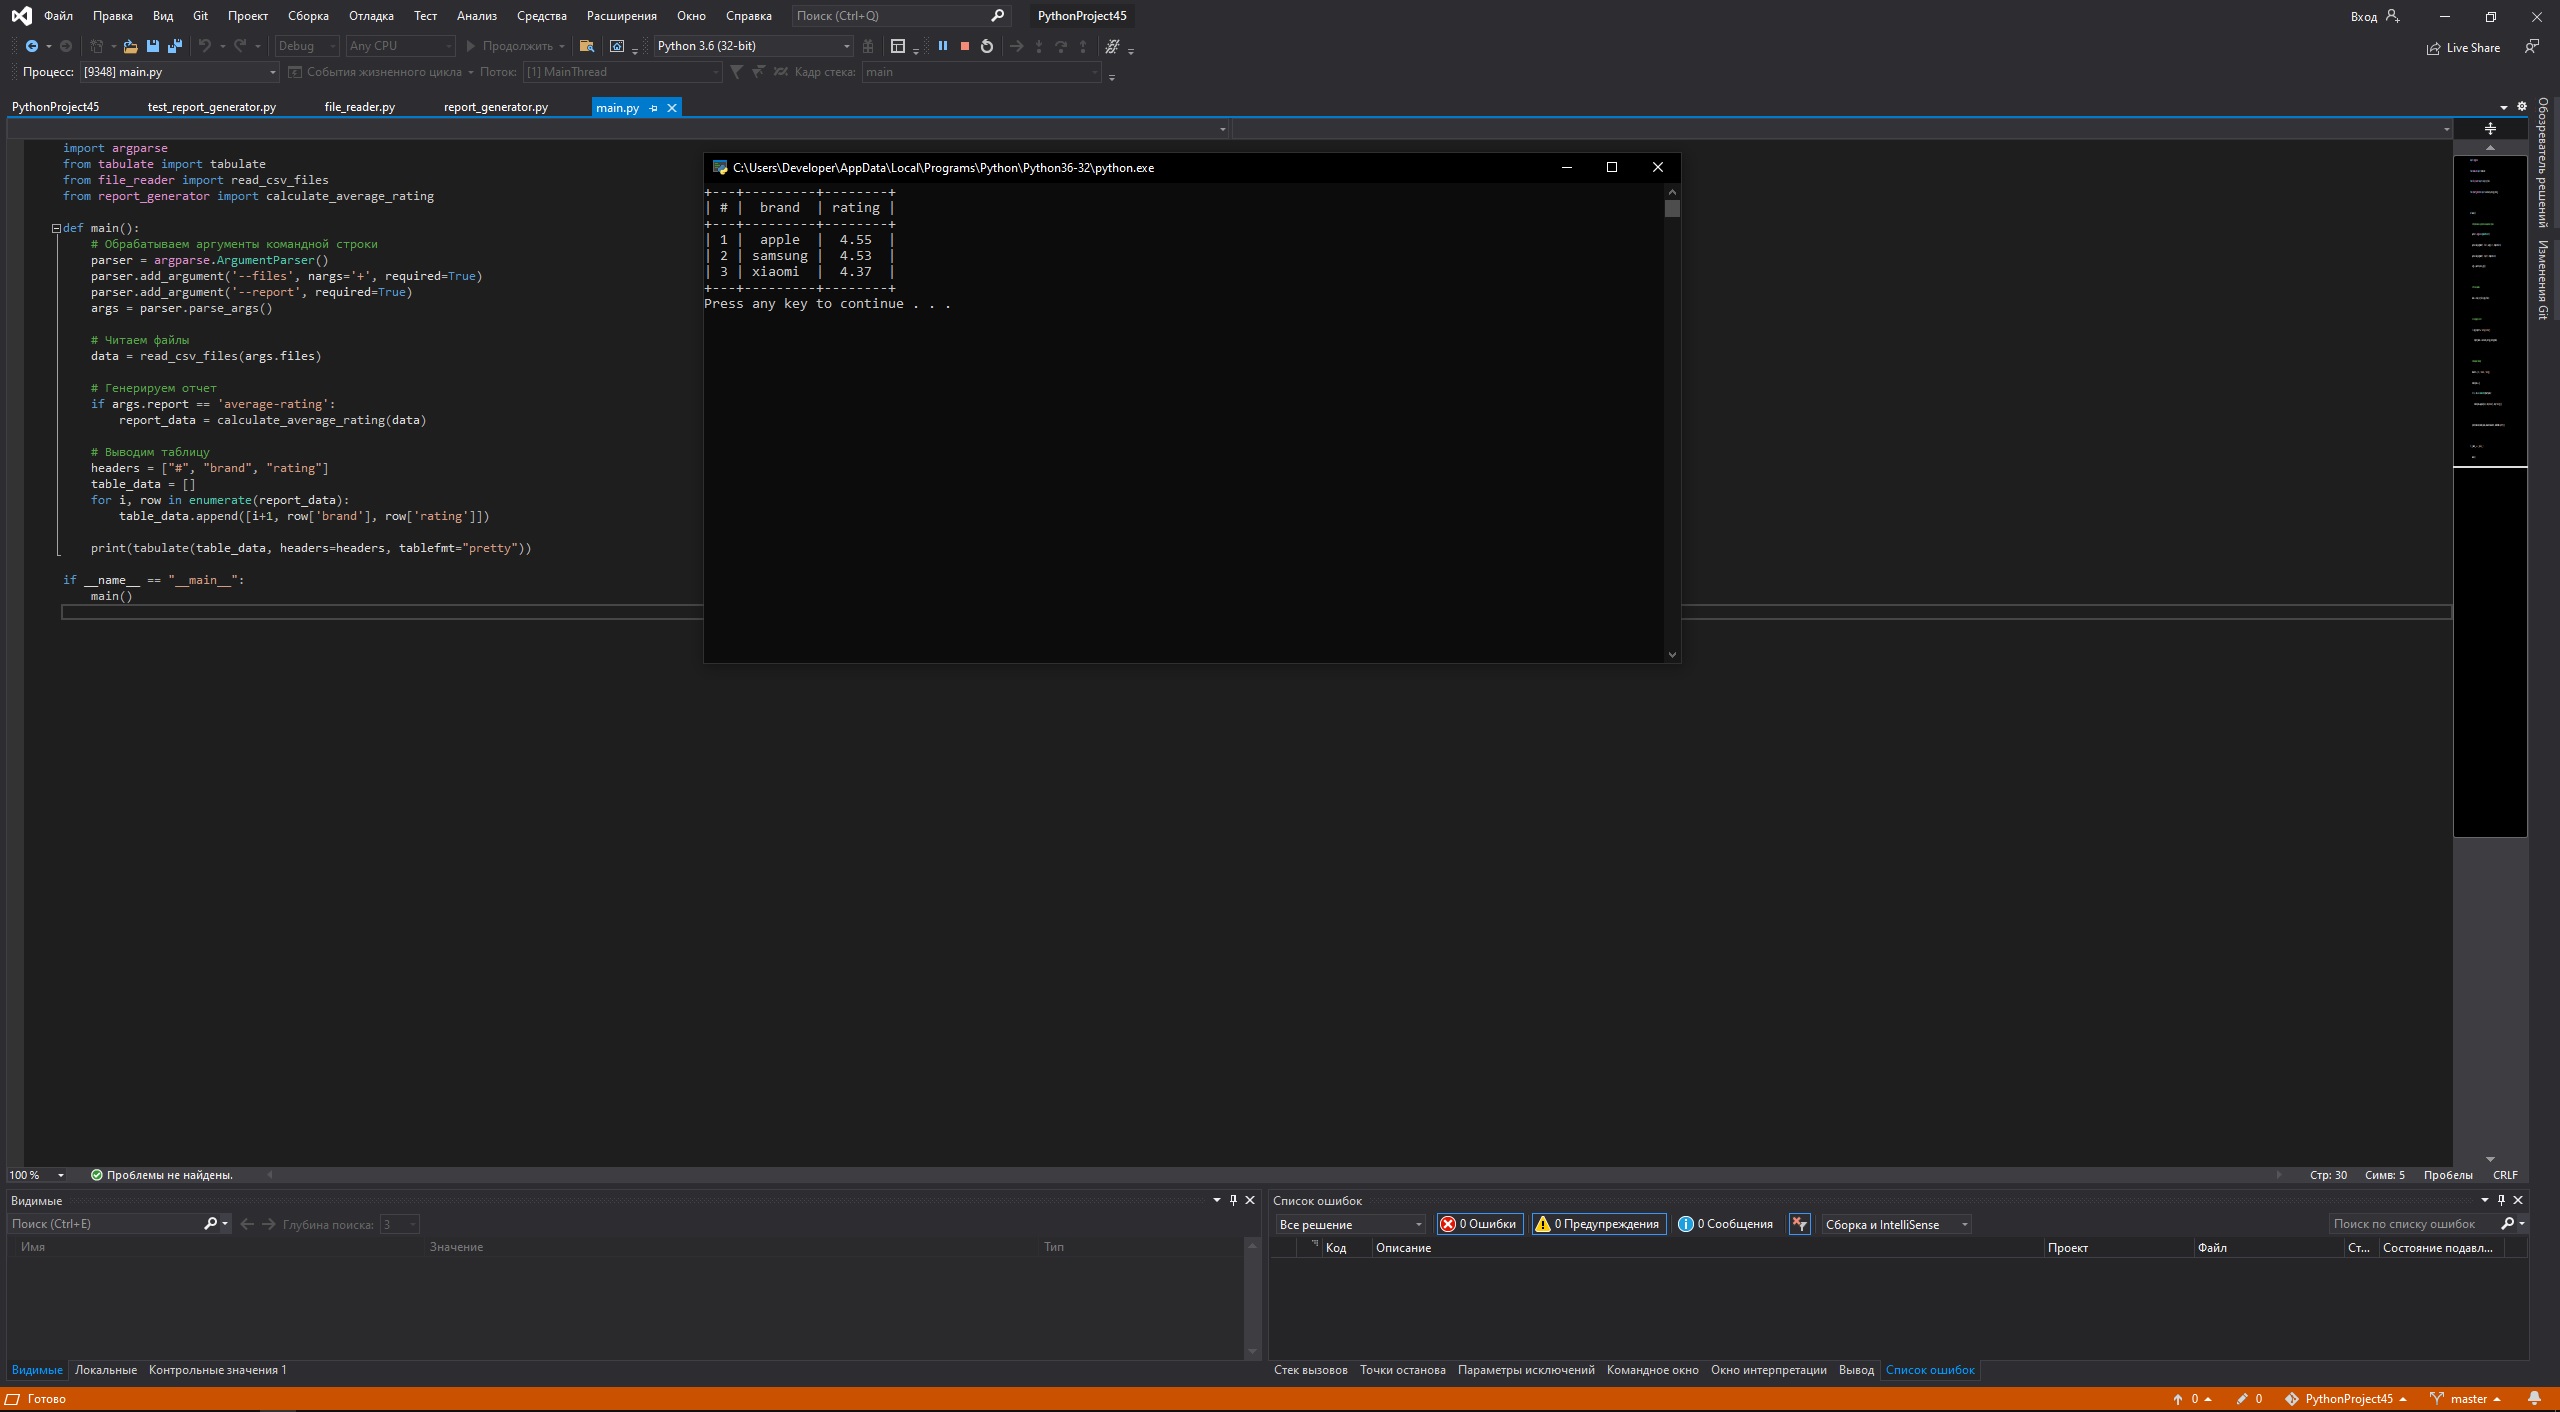 Файл Правка Вид Git Проект Сборка Отладка Тест Анализ Средства Расширения Окно Справка Поиск (Ctrl+Q) PythonProject45 Вход
Debug Any CPU Продолжить Python 3.6 (32-bit) Live Share
Процесс: [9348] main.py События жизненного цикла Поток: [1] MainThread Кадр стека: main
PythonProject45 test_report_generator.py file_reader.py report_generator.py main.py
Обозреватель решений
Изменения Git
import argparse
from tabulate import tabulate
from file_reader import read_csv_files
from report_generator import calculate_average_rating
def main():
# Обрабатываем аргументы командной строки
parser = argparse.ArgumentParser()
parser.add_argument('--files', nargs='+', required=True)
parser.add_argument('--report', required=True)
args = parser.parse_args()
# Читаем файлы
data = read_csv_files(args.files)
# Генерируем отчет
if args.report == 'average-rating':
report_data = calculate_average_rating(data)
# Выводим таблицу
headers = ["#", "brand", "rating"]
table_data = []
for i, row in enumerate(report_data):
table_data.append([i+1, row['brand'], row['rating']])
print(tabulate(table_data, headers=headers, tablefmt="pretty"))
if __name__ == "__main__":
main()
C:\Users\Developer\AppData\Local\Programs\Python\Python36-32\python.exe
+---+---------+--------+
| # |  brand  | rating |
+---+---------+--------+
| 1 |  apple  |  4.55  |
| 2 | samsung |  4.53  |
| 3 | xiaomi  |  4.37  |
+---+---------+--------+
Press any key to continue . . .
100 % Проблемы не найдены. Стр: 30 Симв: 5 Пробелы CRLF
Видимые
Поиск (Ctrl+E) Глубина поиска: 3
Имя Значение Тип
Видимые Локальные Контрольные значения 1
Список ошибок
Все решение 0 Ошибки 0 Предупреждения 0 Сообщения Сборка и IntelliSense Поиск по списку ошибок
Код Описание Проект Файл Ст... Состояние подавл...
Стек вызовов Точки останова Параметры исключений Командное окно Окно интерпретации Вывод Список ошибок
Готово 0 0 PythonProject45 master